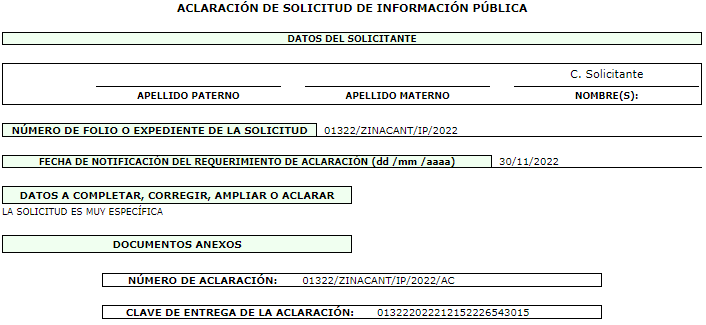 ACLARACIÓN DE SOLICITUD DE INFORMACIÓN PÚBLICA
DATOS DEL SOLICITANTE
C. Solicitante
APELLIDO PATERNO APELLIDO MATERNO NOMBRE(S):
NÚMERO DE FOLIO O EXPEDIENTE DE LA SOLICITUD 01322/ZINACANT/IP/2022
FECHA DE NOTIFICACIÓN DEL REQUERIMIENTO DE ACLARACIÓN (dd /mm /aaaa) 30/11/2022
DATOS A COMPLETAR, CORREGIR, AMPLIAR O ACLARAR
LA SOLICITUD ES MUY ESPECÍFICA
DOCUMENTOS ANEXOS
NÚMERO DE ACLARACIÓN: 01322/ZINACANT/IP/2022/AC
CLAVE DE ENTREGA DE LA ACLARACIÓN: 013222022212152226543015